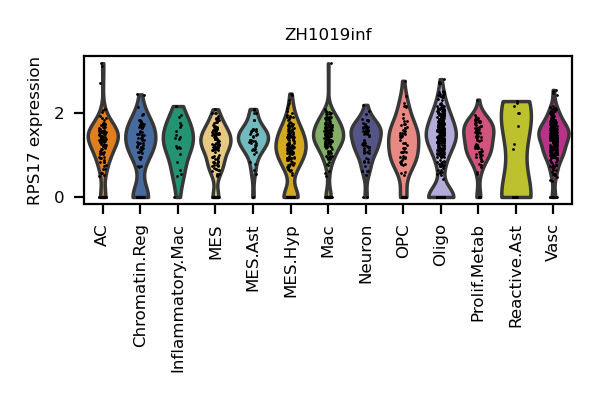 ZH1019inf
RPS17 expression
2
0
AC
Chromatin.Reg
Inflammatory.Mac
MES
MES.Ast
MES.Hyp
Mac
Neuron
OPC
Oligo
Prolif.Metab
Reactive.Ast
Vasc